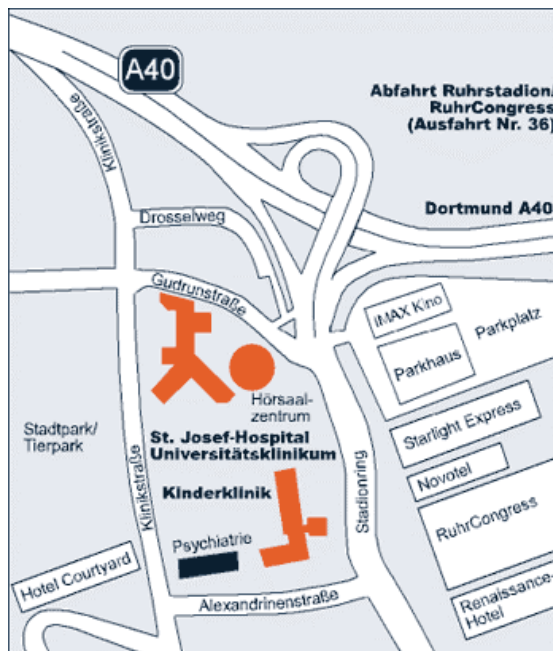 A40
Abfahrt Ruhrstadion/
RuhrCongress
(Ausfahrt Nr. 36)
Klinikstraße
Dortmund A40
Drosselweg
Gudrunstraße
IMAX Kino
Parkplatz
Parkhaus
Hörsaal-
zentrum
Starlight Express
Stadtpark/
Tierpark
St. Josef-Hospital
Universitätsklinikum
Klinikstraße
Kinderklinik
Stadionring
Novotel
RuhrCongress
Psychiatrie
Hotel Courtyard
Alexandrinenstraße
Renaissance-
Hotel